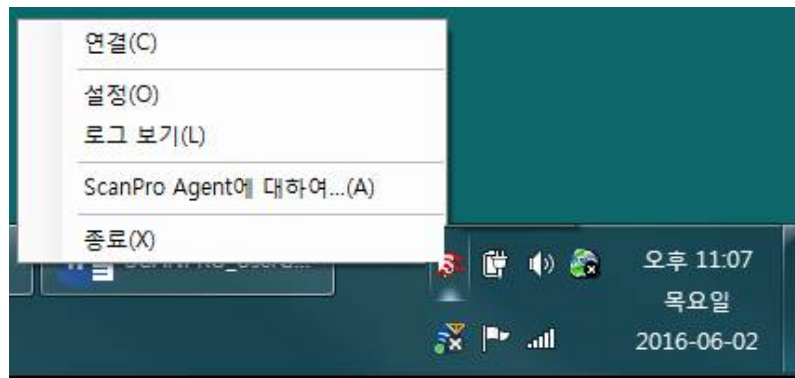 연결(C)
설정(O)
로그 보기(L)
ScanPro Agent에 대하여...(A)
종료(X)
오후 11:07
목요일
2016-06-02